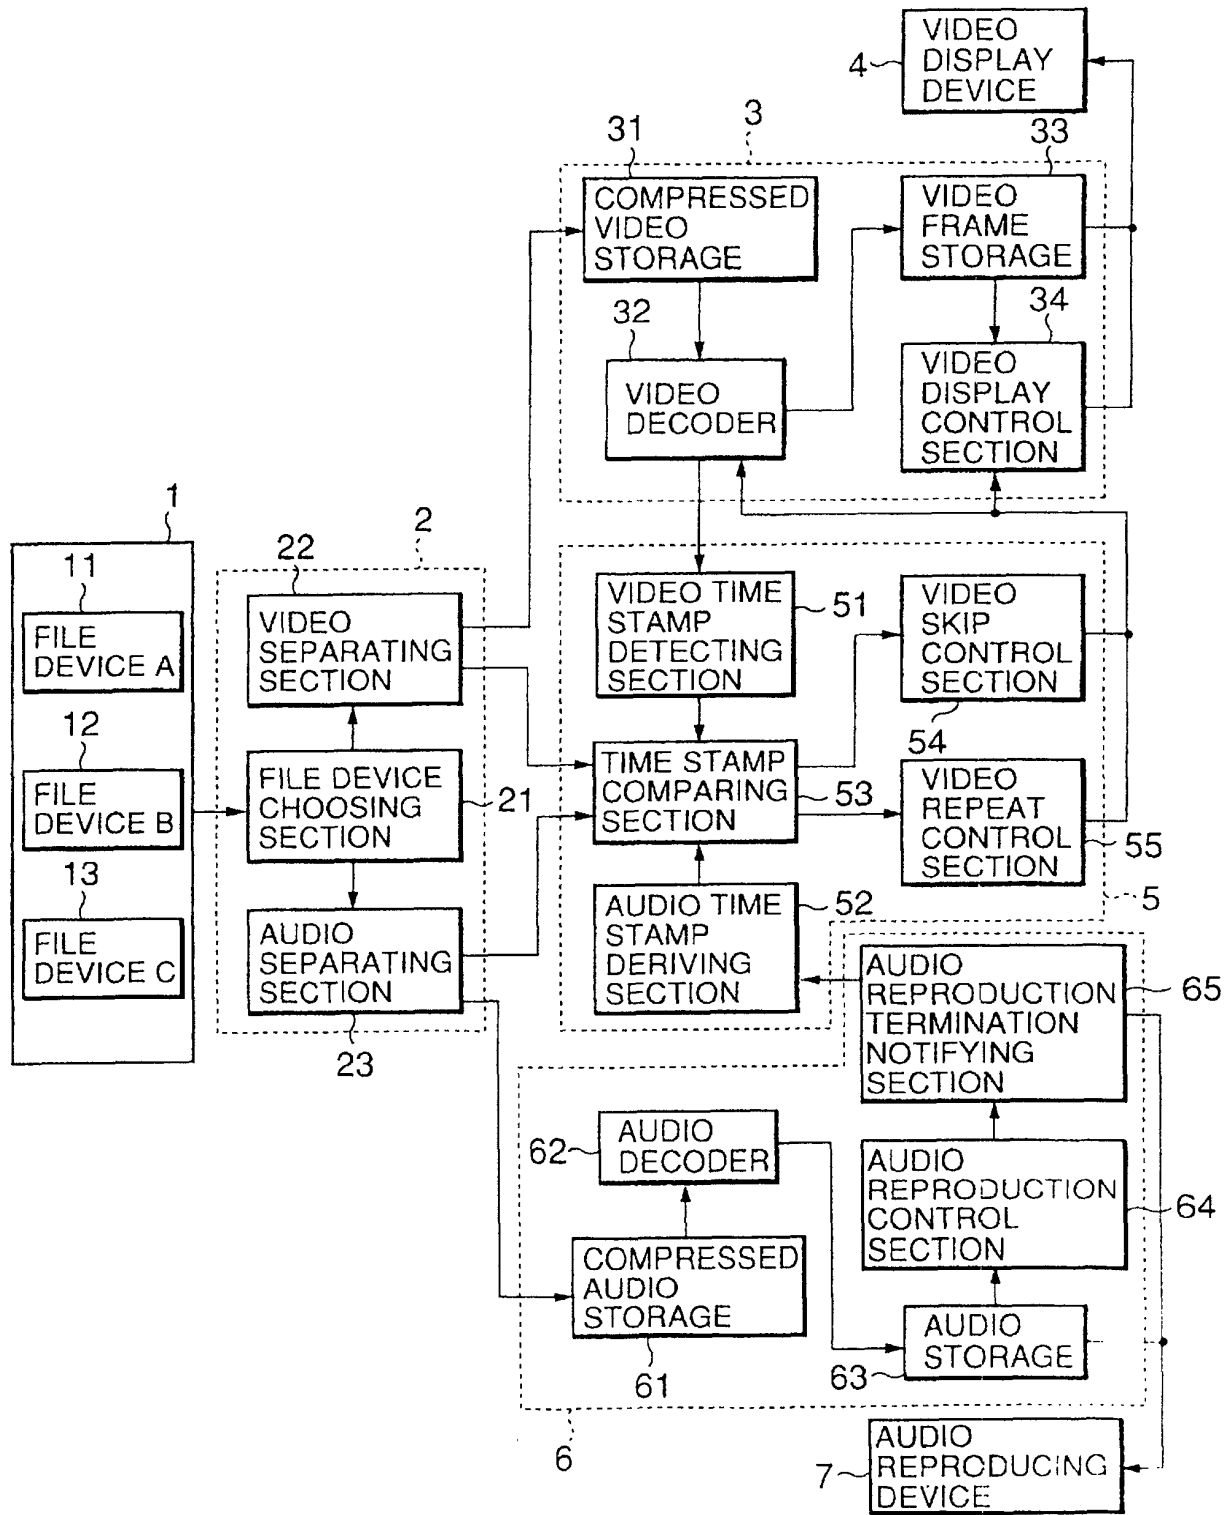 VIDEO
DISPLAY
DEVICE
4
3
31
33
COMPRESSED
VIDEO
STORAGE
VIDEO
FRAME
STORAGE
32
34
VIDEO
DECODER
VIDEO
DISPLAY
CONTROL
SECTION
1
2
11
FILE
DEVICE A
12
FILE
DEVICE B
13
FILE
DEVICE C
22
VIDEO
SEPARATING
SECTION
FILE DEVICE
CHOOSING
SECTION
21
AUDIO
SEPARATING
SECTION
23
VIDEO TIME
STAMP
DETECTING
SECTION
51
VIDEO
SKIP
CONTROL
SECTION
54
TIME STAMP
COMPARING
SECTION
53
VIDEO
REPEAT
CONTROL
SECTION
55
AUDIO TIME
STAMP
DERIVING
SECTION
52
5
AUDIO
REPRODUCTION
TERMINATION
NOTIFYING
SECTION
65
62
AUDIO
DECODER
AUDIO
REPRODUCTION
CONTROL
SECTION
64
COMPRESSED
AUDIO
STORAGE
61
AUDIO
STORAGE
63
6
7
AUDIO
REPRODUCING
DEVICE